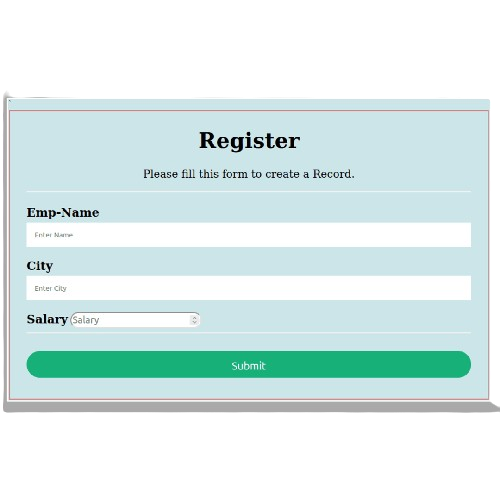 Register
Please fill this form to create a Record.
Emp-Name
Enter Name
City
Enter City
Salary Salary
Submit